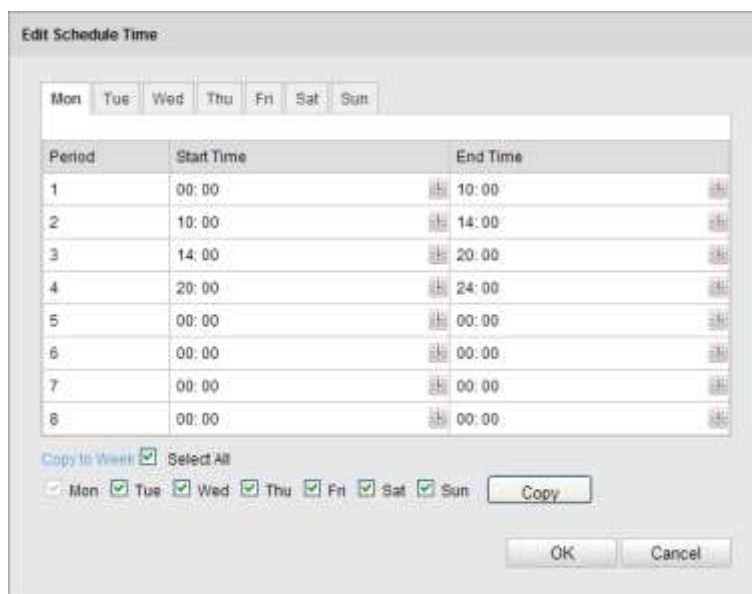 Edit Schedule Time
Mon Tue Wed Thu Fri Sat Sun
Period Start Time End Time
1 00: 00 10: 00
2 10: 00 14: 00
3 14: 00 20: 00
4 20: 00 24: 00
5 00: 00 00: 00
6 00: 00 00: 00
7 00: 00 00: 00
8 00: 00 00: 00
Copy to Week Select All
Mon Tue Wed Thu Fri Sat Sun Copy
OK Cancel